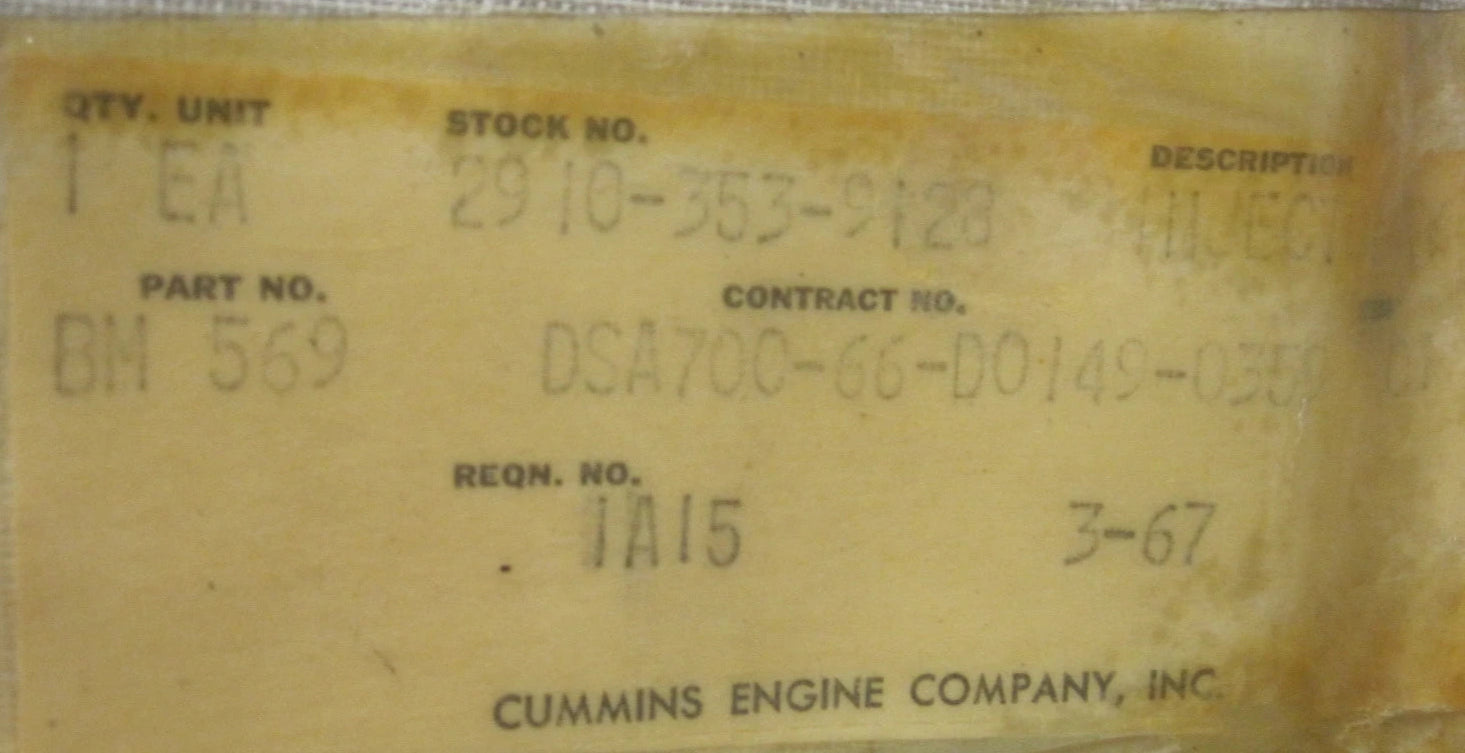 QTY. UNIT STOCK NO. DESCRIPTION
1 EA 2910-353-9128
PART NO. CONTRACT NO.
BM 569
REQN. NO.
1A15 3-67
CUMMINS ENGINE COMPANY, INC.